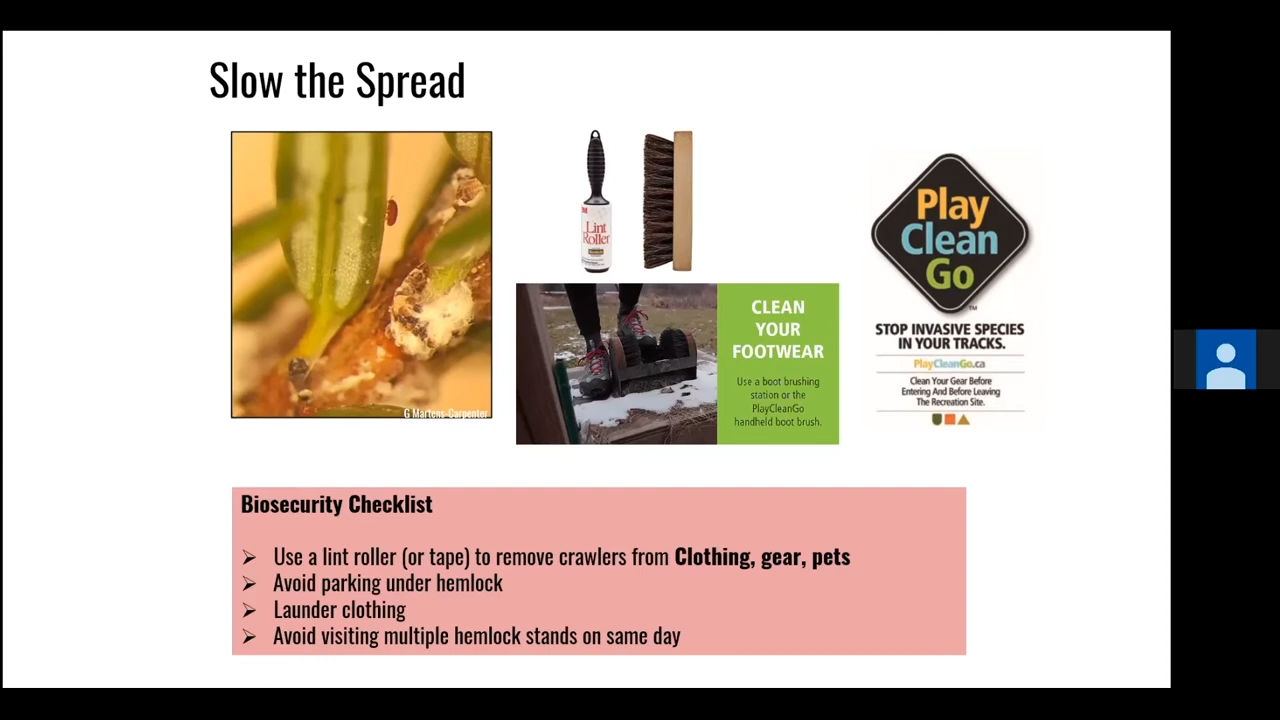 Slow the Spread
G Martens-Carpenter
Lint
Roller
CLEAN
YOUR
FOOTWEAR
Use a boot brushing
station or the
PlayCleanGo
handheld boot brush.
Play
Clean
Go
TM
STOP INVASIVE SPECIES
IN YOUR TRACKS.
PlayCleanGo.ca
Clean Your Gear Before
Entering And Before Leaving
The Recreation Site.
Biosecurity Checklist
➢ Use a lint roller (or tape) to remove crawlers from Clothing, gear, pets
➢ Avoid parking under hemlock
➢ Launder clothing
➢ Avoid visiting multiple hemlock stands on same day